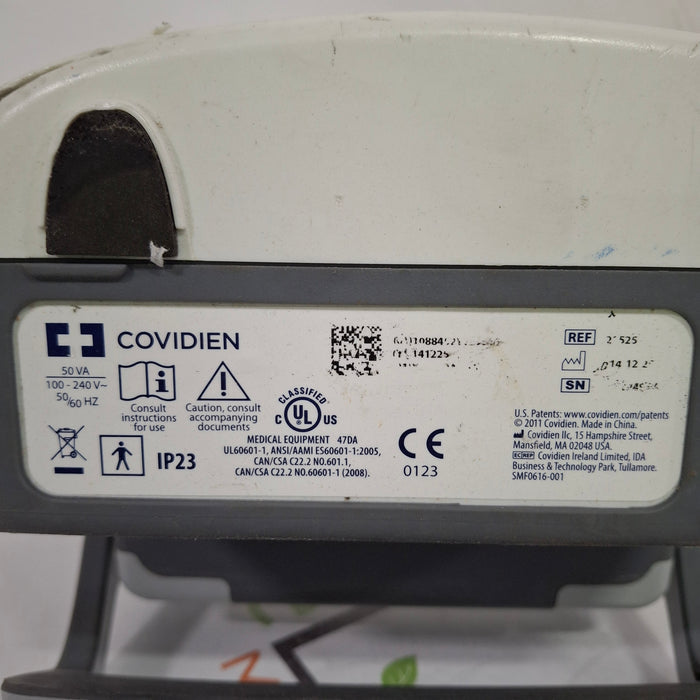 COVIDIEN
50 VA
100 - 240 V~
50/60 HZ
Consult
instructions
for use
Caution, consult
accompanying
documents
CLASSIFIED
C UL US
MEDICAL EQUIPMENT 47DA
UL60601-1, ANSI/AAMI ES60601-1:2005,
CAN/CSA C22.2 NO.601.1,
CAN/CSA C22.2 NO.60601-1 (2008).
IP23
CE
0123
REF
SN
U.S. Patents: www.covidien.com/patents
© 2011 Covidien. Made in China.
Covidien llc, 15 Hampshire Street,
Mansfield, MA 02048 USA.
EC REP Covidien Ireland Limited, IDA
Business & Technology Park, Tullamore.
SMF0616-001